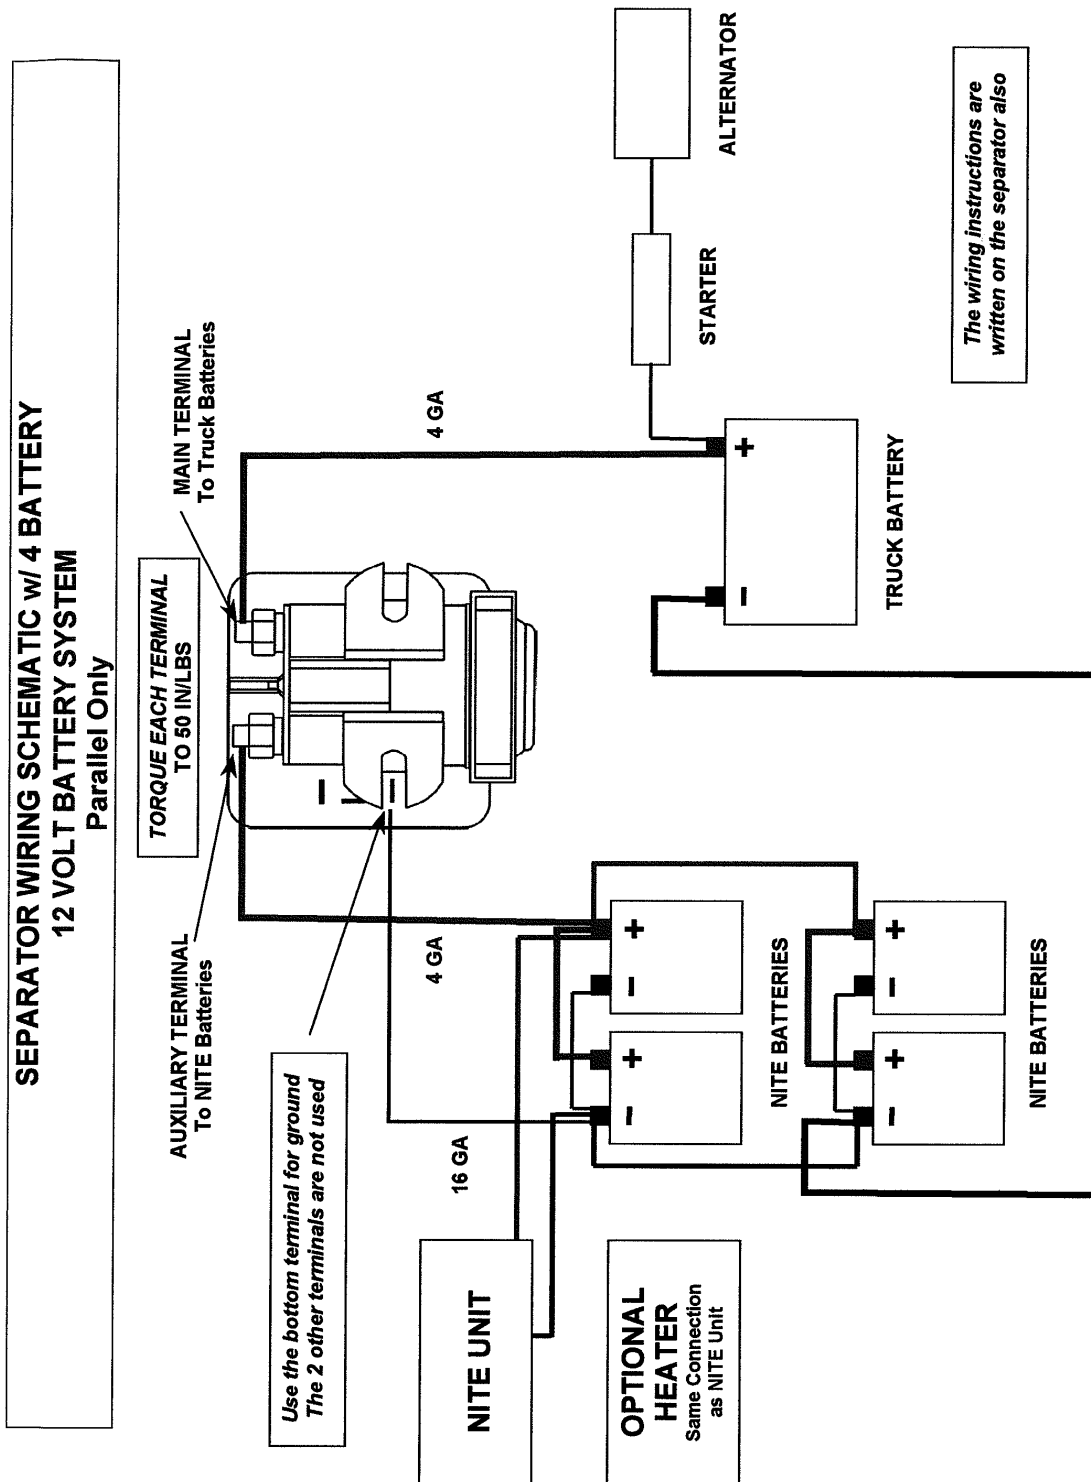 SEPARATOR WIRING SCHEMATIC w/ 4 BATTERY
12 VOLT BATTERY SYSTEM
Parallel Only
TORQUE EACH TERMINAL
TO 50 IN/LBS
AUXILIARY TERMINAL
To NITE Batteries
MAIN TERMINAL
To Truck Batteries
Use the bottom terminal for ground
The 2 other terminals are not used
4 GA
4 GA
16 GA
NITE UNIT
OPTIONAL
HEATER
Same Connection
as NITE Unit
- + - +
NITE BATTERIES
- + - +
NITE BATTERIES
- +
TRUCK BATTERY
STARTER
ALTERNATOR
The wiring instructions are
written on the separator also